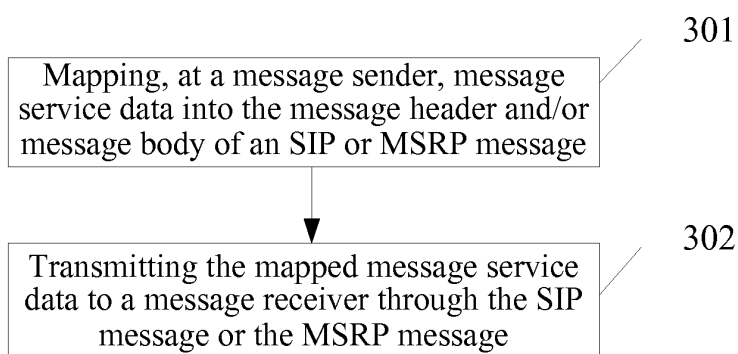 301
Mapping, at a message sender, message
service data into the message header and/or
message body of an SIP or MSRP message
302
Transmitting the mapped message service
data to a message receiver through the SIP
message or the MSRP message